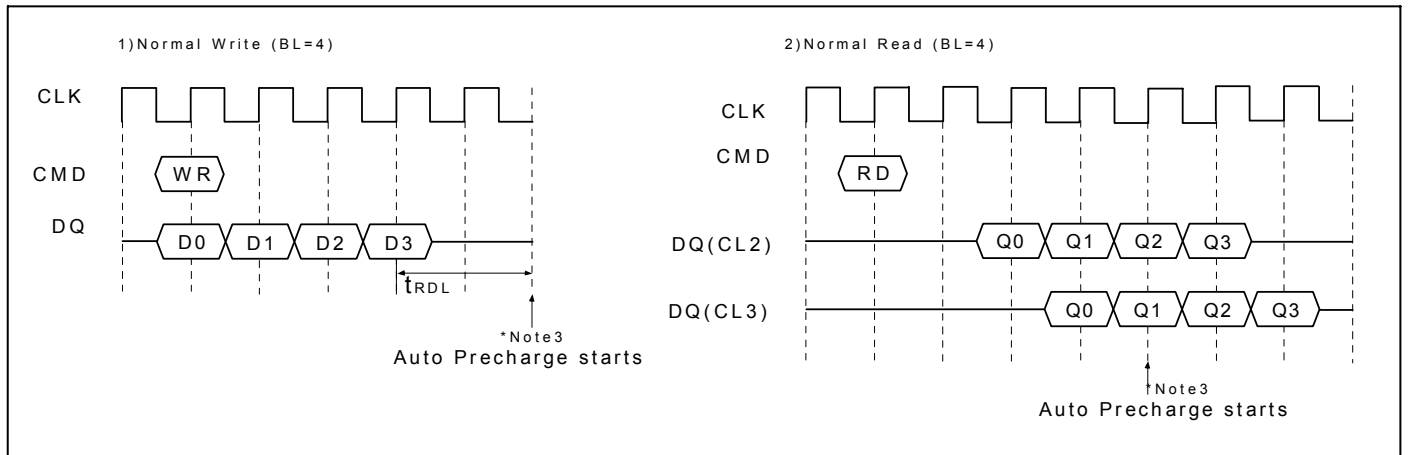 1)Normal Write (BL=4)
CLK
CMD
WR
DQ
D0 D1 D2 D3
tRDL
*Note3
Auto Precharge starts
2)Normal Read (BL=4)
CLK
CMD
RD
DQ(CL2)
Q0 Q1 Q2 Q3
DQ(CL3)
Q0 Q1 Q2 Q3
*Note3
Auto Precharge starts